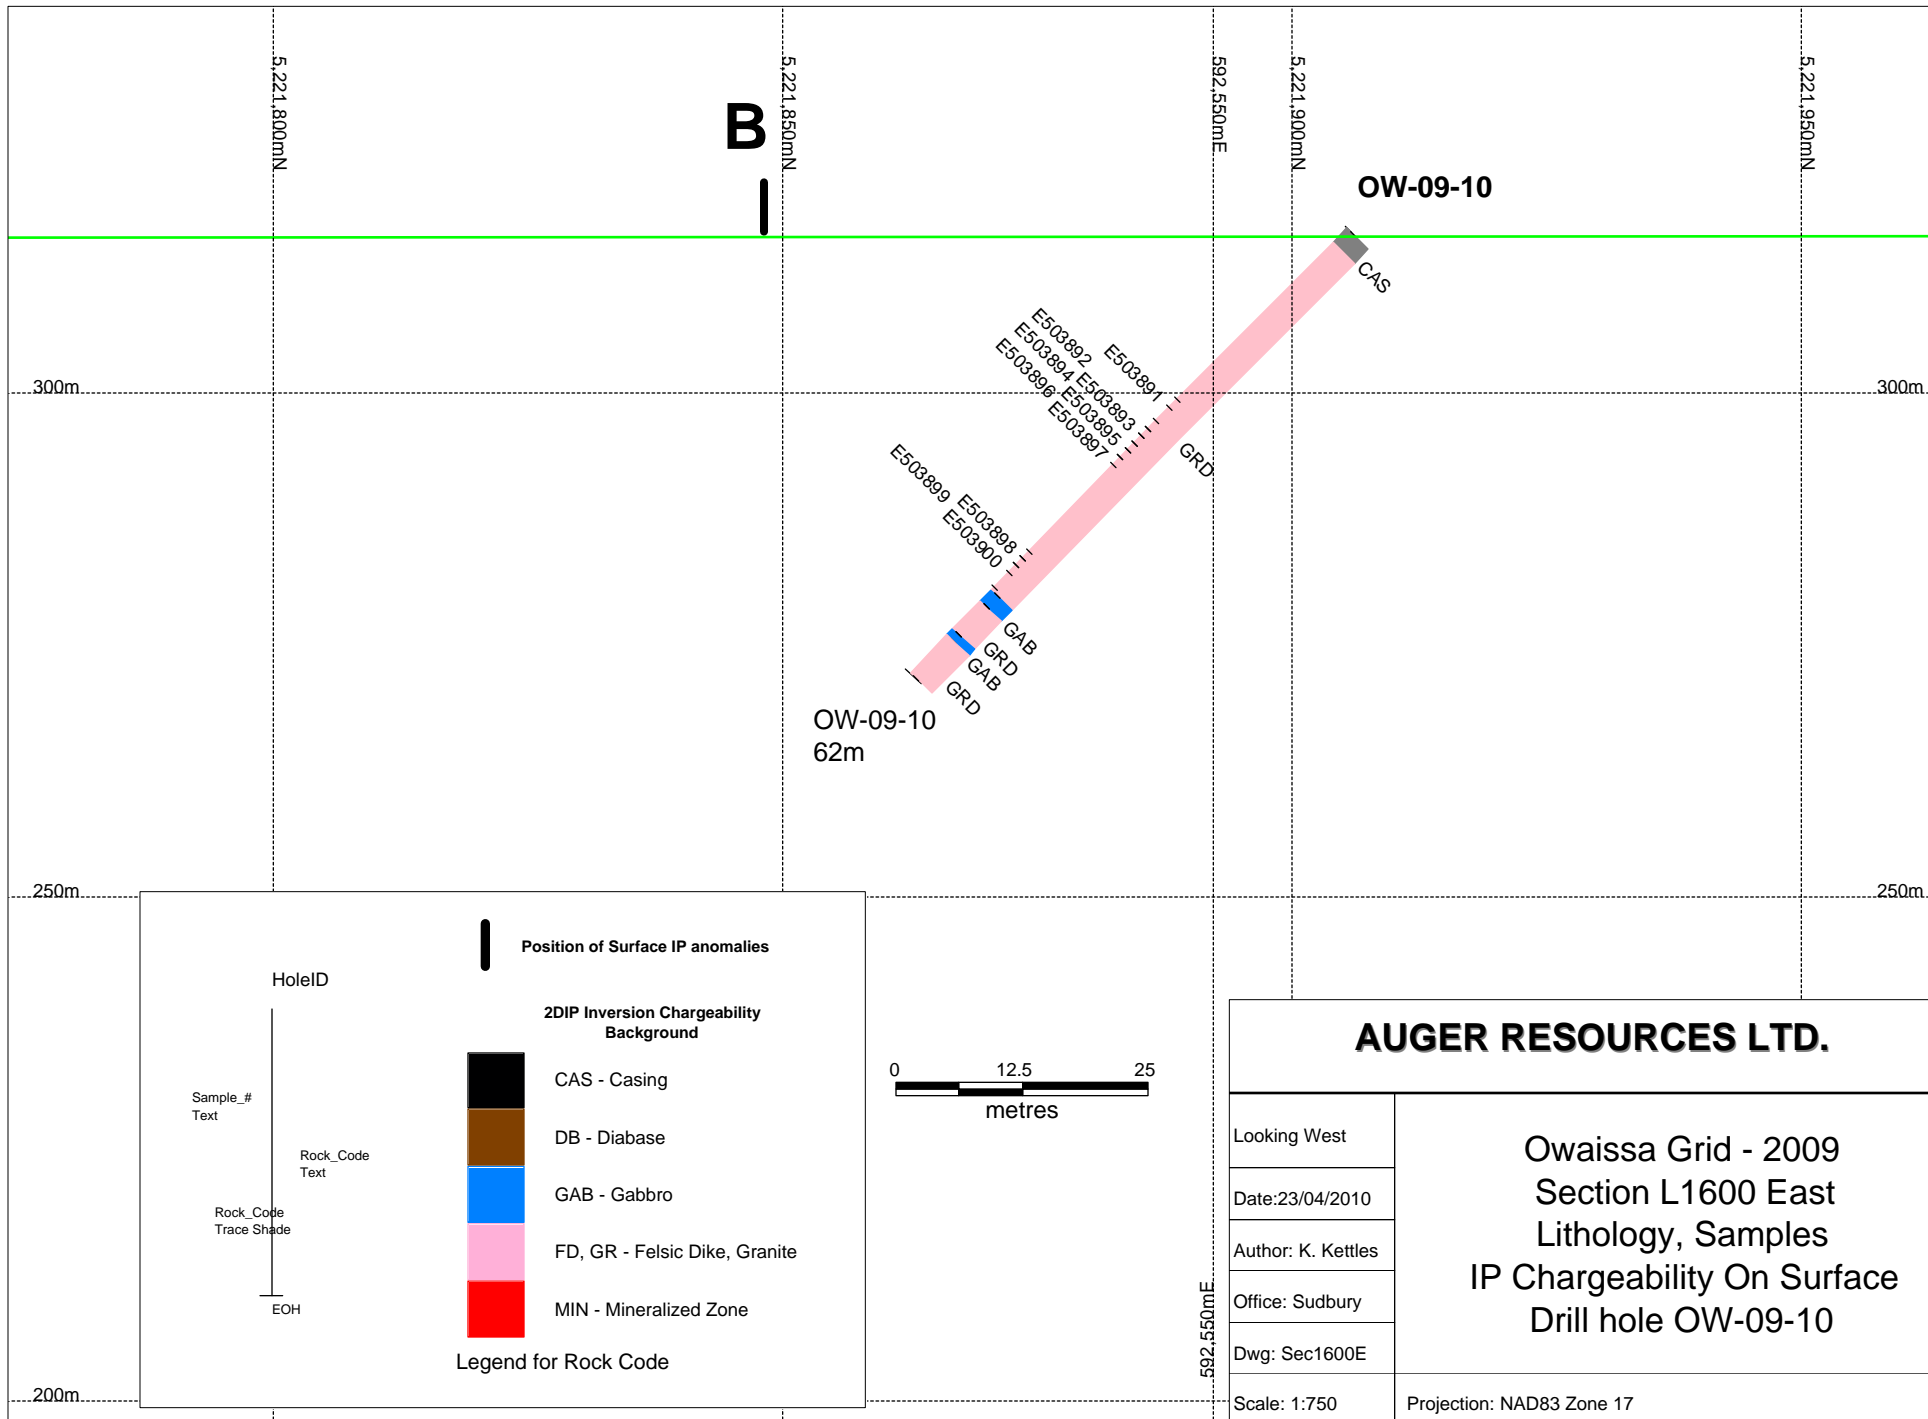 5,221,800mN
5,221,850mN
592,550mE
5,221,900mN
5,221,950mN
B
OW-09-10
CAS
300m
300m
E503892
E503894
E503896
E503891
E503893
E503895
E503897
GRD
E503899
E503898
E503900
GAB
GRD
GAB
GRD
OW-09-10
62m
250m
250m
Position of Surface IP anomalies
HoleID
2DIP Inversion Chargeability
Background
Sample_#
Text
Rock_Code
Text
Rock_Code
Trace Shade
EOH
CAS - Casing
DB - Diabase
GAB - Gabbro
FD, GR - Felsic Dike, Granite
MIN - Mineralized Zone
Legend for Rock Code
0 12.5 25
metres
592,550mE
200m
AUGER RESOURCES LTD.
Looking West
Date:23/04/2010
Author: K. Kettles
Office: Sudbury
Dwg: Sec1600E
Scale: 1:750
Owaissa Grid - 2009
Section L1600 East
Lithology, Samples
IP Chargeability On Surface
Drill hole OW-09-10
Projection: NAD83 Zone 17